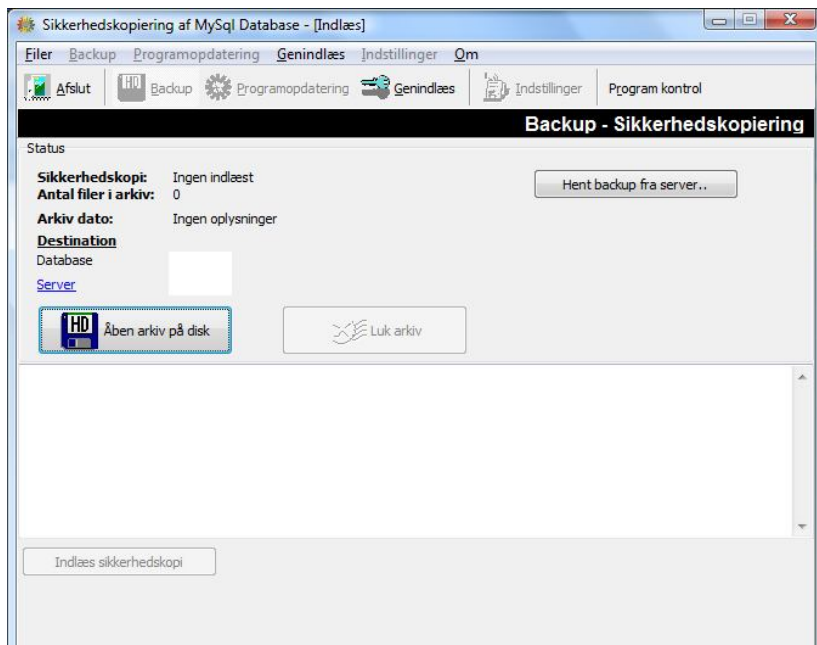 Sikkerhedskopiering af MySql Database - [Indlæs]
Filer Backup Programopdatering Genindlæs Indstillinger Om
Afslut Backup Programopdatering Genindlæs Indstillinger Program kontrol
Backup - Sikkerhedskopiering
Status
Sikkerhedskopi: Ingen indlæst
Antal filer i arkiv: 0
Hent backup fra server..
Arkiv dato: Ingen oplysninger
Destination
Database
Server
HD Åben arkiv på disk Luk arkiv
Indlæs sikkerhedskopi